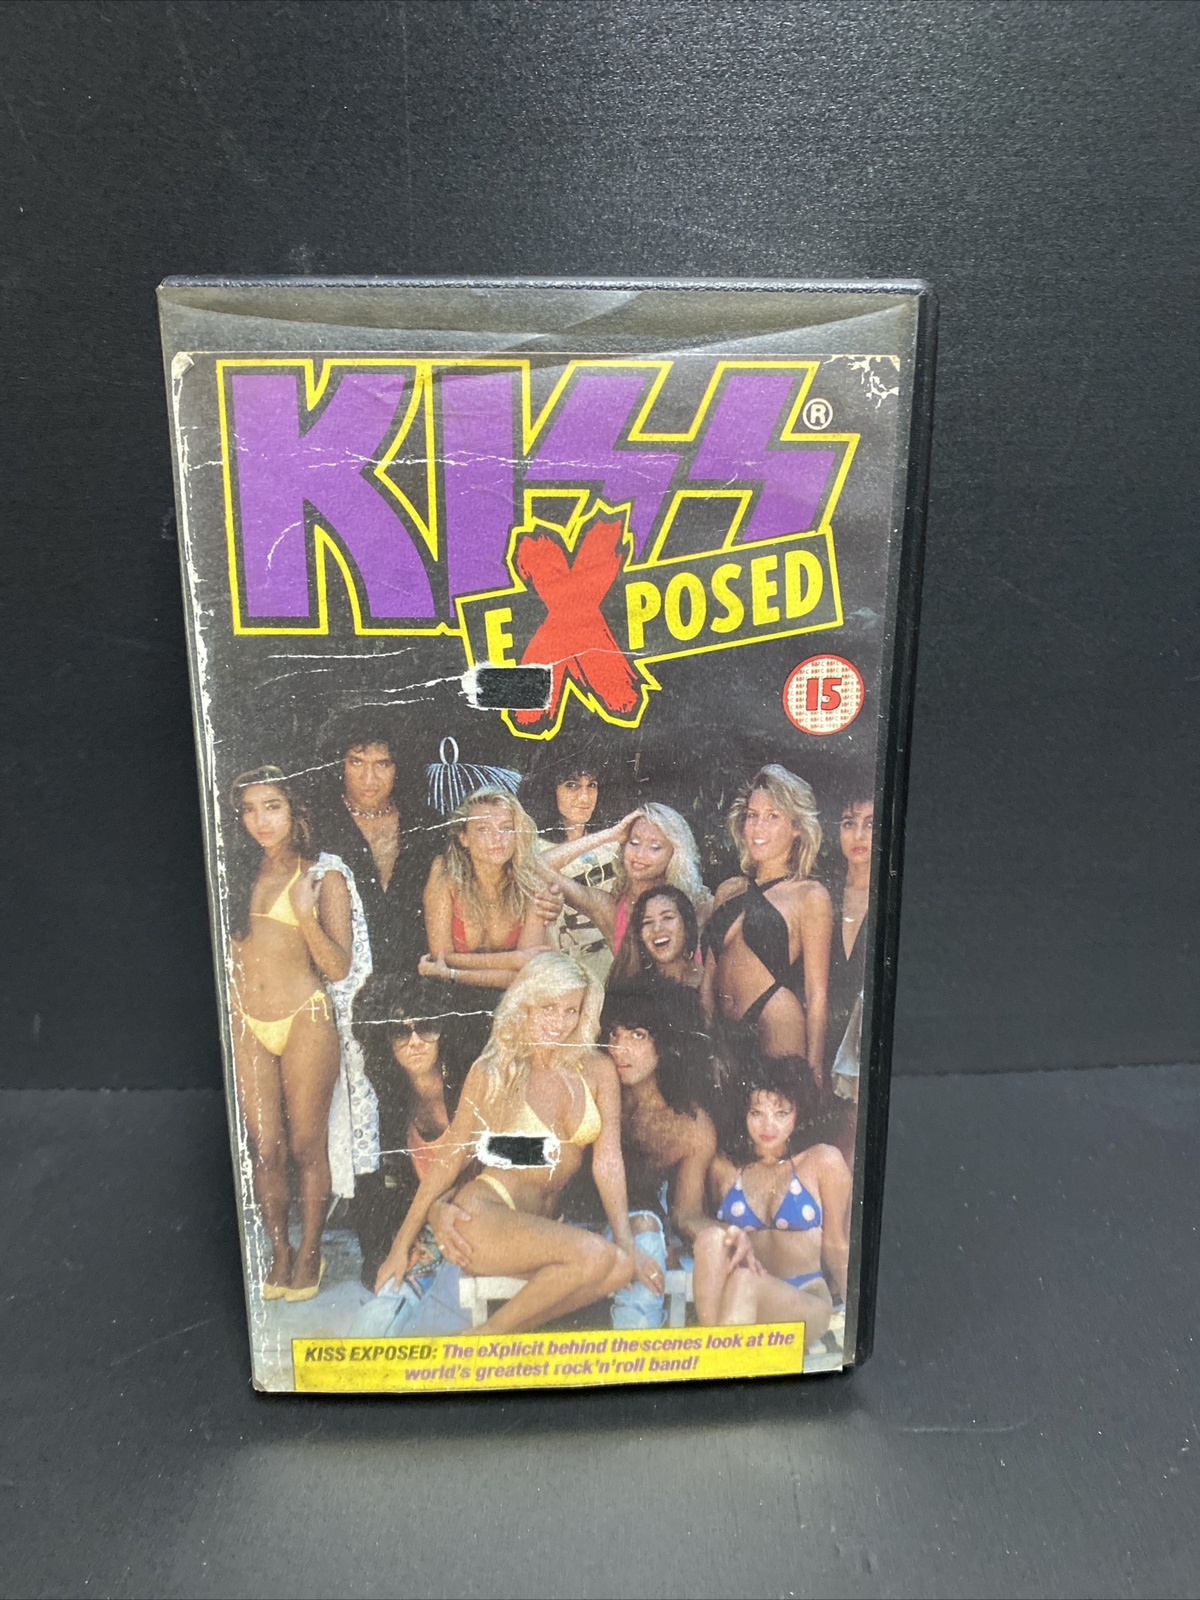 KISS®
EXPOSED
15
KISS EXPOSED: The eXplicit behind the scenes look at the
world's greatest rock'n'roll band!